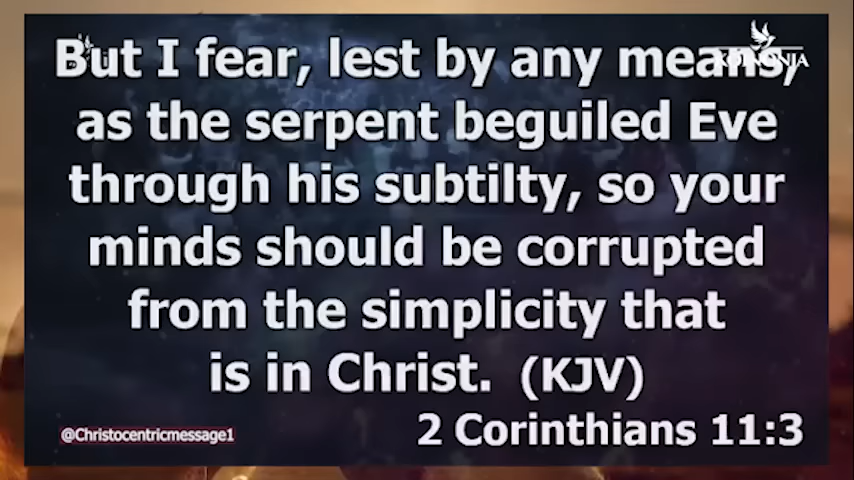 But I fear, lest by any means,
as the serpent beguiled Eve
through his subtilty, so your
minds should be corrupted
from the simplicity that
is in Christ. (KJV)
2 Corinthians 11:3
@Christocentricmessage1
KOINONIA